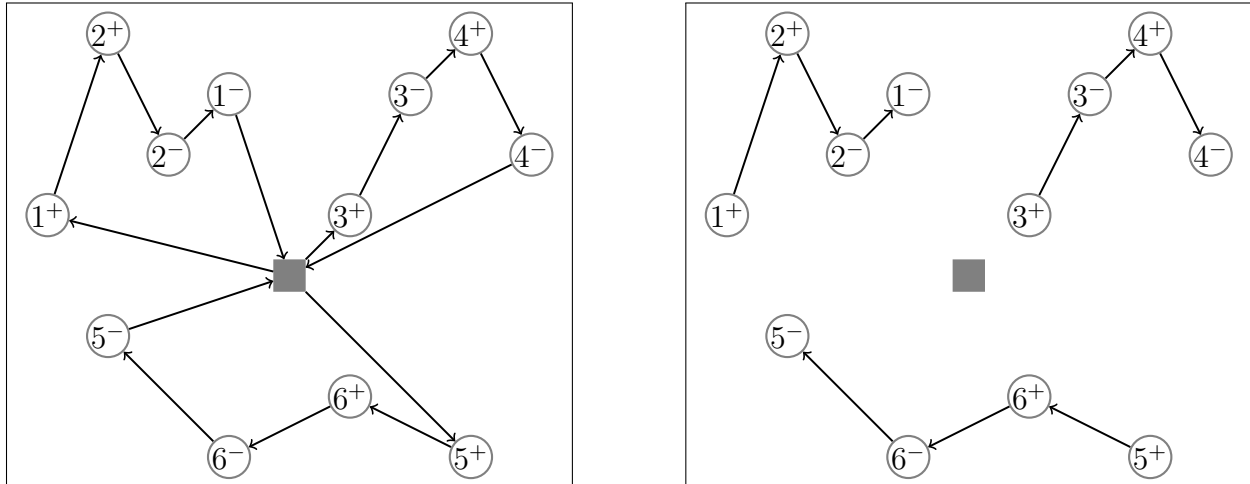 2⁺ 4⁺ 2⁺ 4⁺
1⁻ 3⁻ 1⁻ 3⁻
2⁻ 4⁻ 2⁻ 4⁻
1⁺ 3⁺ 1⁺ 3⁺
5⁻ 5⁻
6⁺ 6⁺
6⁻ 5⁺ 6⁻ 5⁺